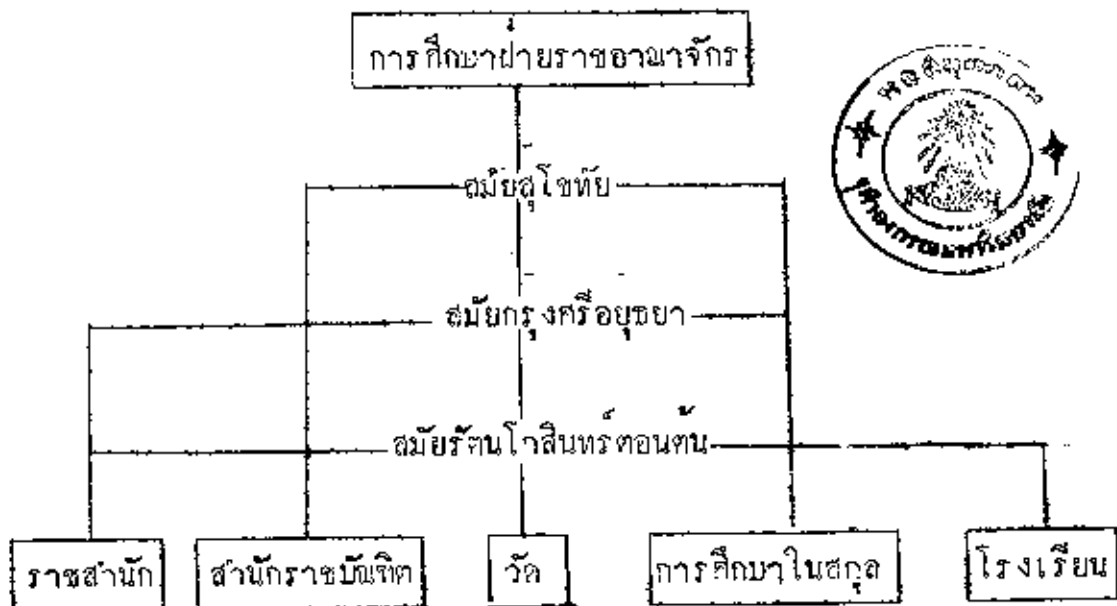 การศึกษาฝ่ายราชอาณาจักร
สมัยสุโขทัย
สมัยกรุงศรีอยุธยา
สมัยรัตนโกสินทร์ตอนต้น
ราชสำนัก
สำนักราชบัณฑิต
วัด
การศึกษาในสกุล
โรงเรียน